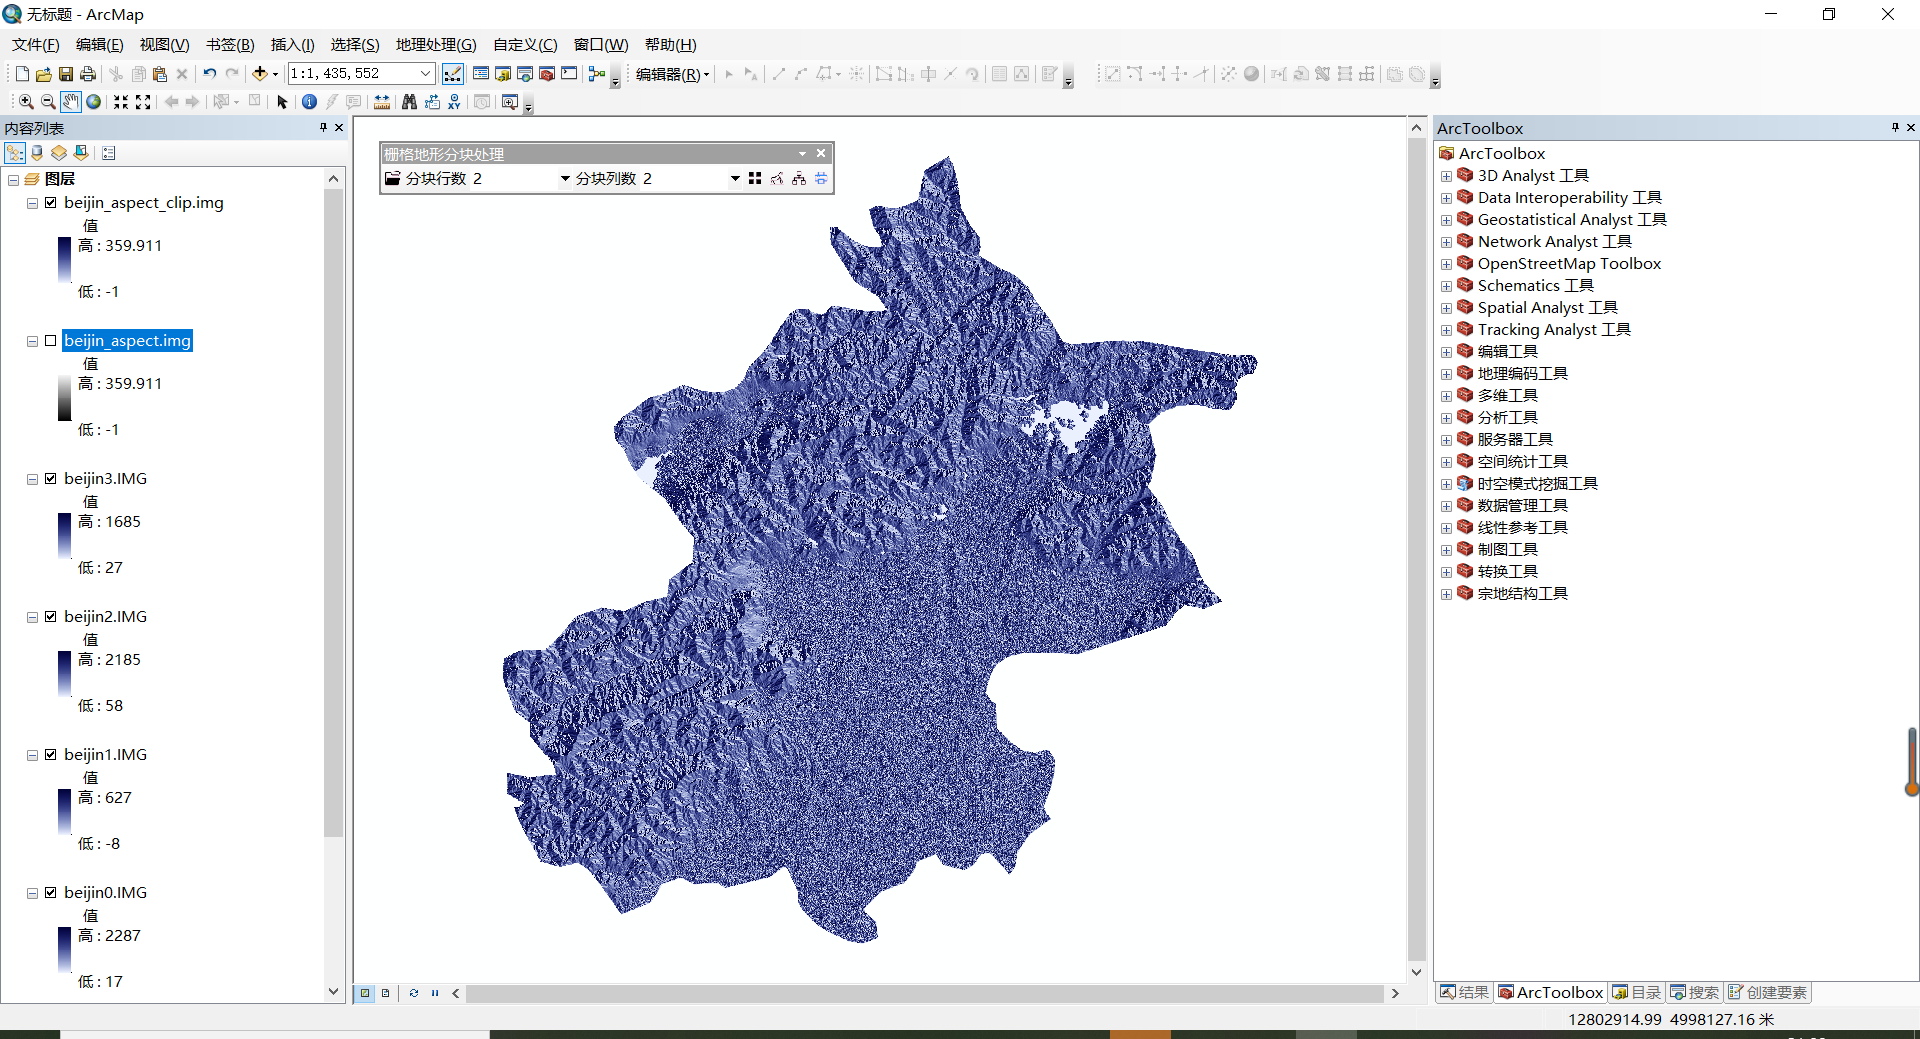 无标题 - ArcMap
文件(F) 编辑(E) 视图(V) 书签(B) 插入(I) 选择(S) 地理处理(G) 自定义(C) 窗口(W) 帮助(H)
1:1,435,552
编辑器(R)
内容列表
图层
beijin_aspect_clip.img
值
高 : 359.911
低 : -1
beijin_aspect.img
值
高 : 359.911
低 : -1
beijin3.IMG
值
高 : 1685
低 : 27
beijin2.IMG
值
高 : 2185
低 : 58
beijin1.IMG
值
高 : 627
低 : -8
beijin0.IMG
值
高 : 2287
低 : 17
栅格地形分块处理
分块行数 2 分块列数 2
ArcToolbox
ArcToolbox
3D Analyst 工具
Data Interoperability 工具
Geostatistical Analyst 工具
Network Analyst 工具
OpenStreetMap Toolbox
Schematics 工具
Spatial Analyst 工具
Tracking Analyst 工具
编辑工具
地理编码工具
多维工具
分析工具
服务器工具
空间统计工具
时空模式挖掘工具
数据管理工具
线性参考工具
制图工具
转换工具
宗地结构工具
结果 ArcToolbox 目录 搜索 创建要素
12802914.99 4998127.16 米